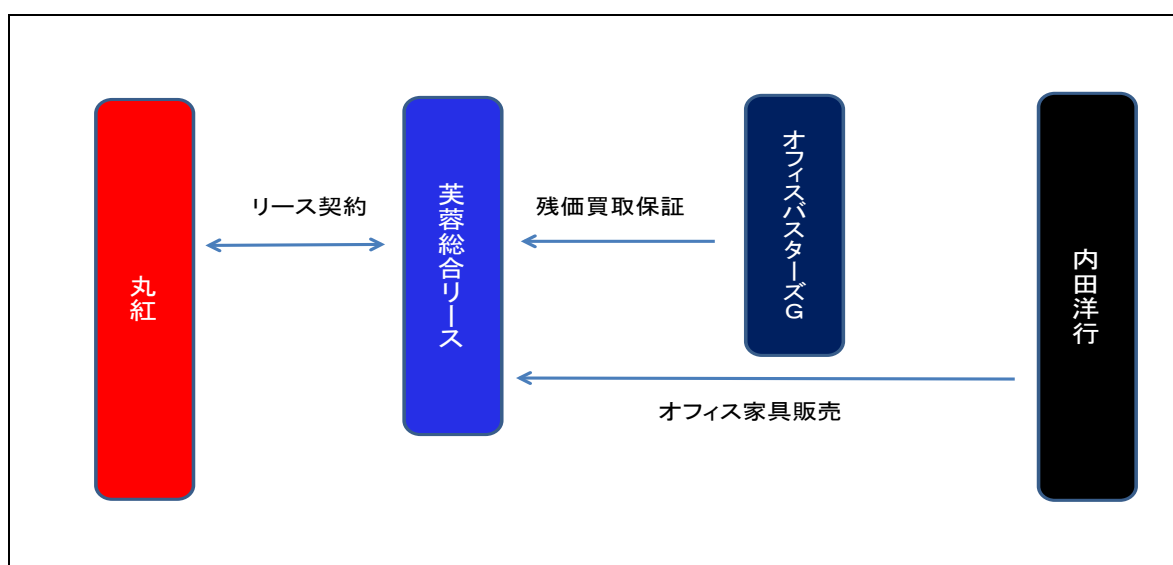 丸紅
リース契約
芙蓉総合リース
残価買取保証
オフィスバスターズG
オフィス家具販売
内田洋行